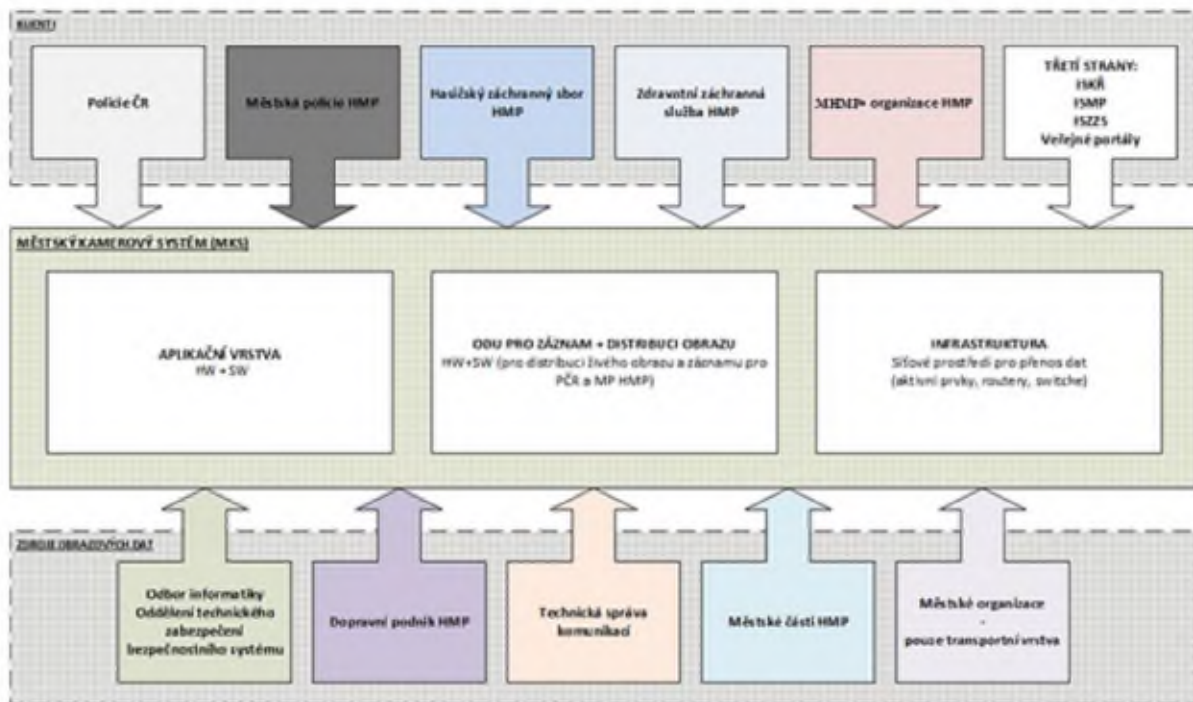 KLIENTI
Policie ČR
Městská policie HMP
Hasičský záchranný sbor
HMP
Zdravotní záchranná
služba HMP
MHMP+ organizace HMP
TŘETÍ STRANY:
ISKŘ
ISMP
ISZZS
Veřejné portály
MĚSTSKÝ KAMEROVÝ SYSTÉM (MKS)
APLIKAČNÍ VRSTVA
HW + SW
ODU PRO ZÁZNAM + DISTRIBUCI OBRAZU
HW+SW (pro distribuci živého obrazu a záznamu pro
PČR a MP HMP)
INFRASTRUKTURA
Síťové prostředí pro přenos dat
(aktivní prvky, routery, switche)
ZDROJE OBRAZOVÝCH DAT
Odbor informatiky
Oddělení technického
zabezpečení
bezpečnostního systému
Dopravní podnik HMP
Technická správa
komunikací
Městské části HMP
Městské organizace
-
pouze transportní vrstva